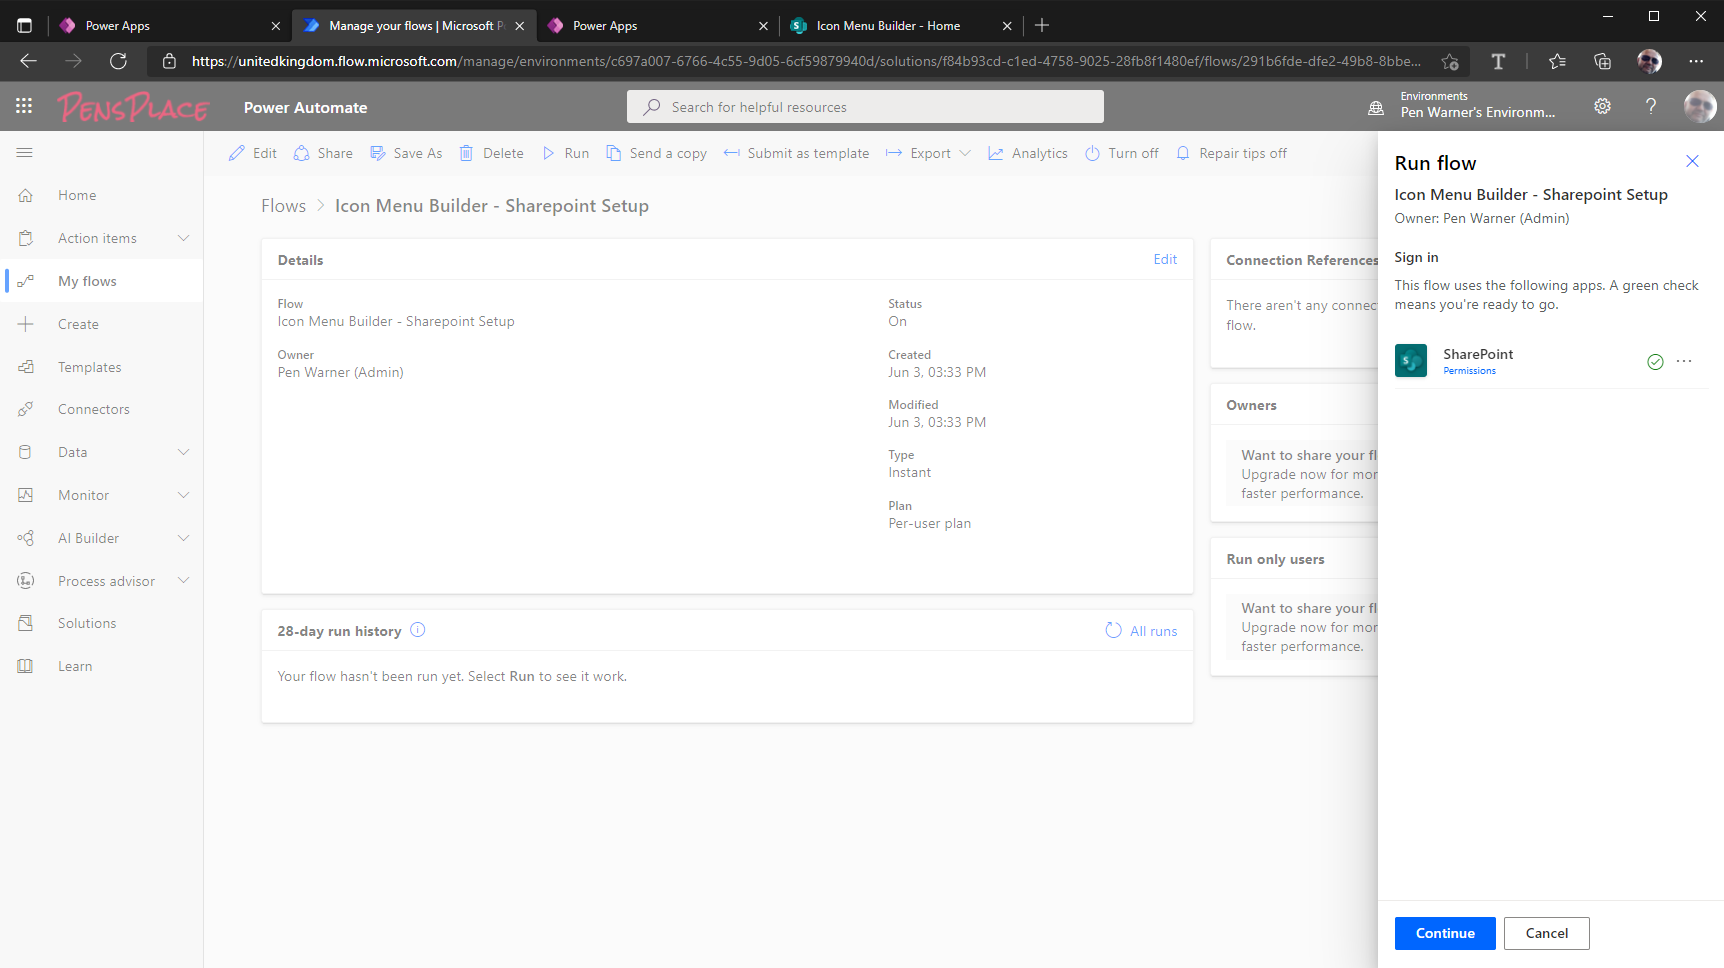 Power Apps
Manage your flows | Microsoft P
Power Apps
Icon Menu Builder - Home
https://unitedkingdom.flow.microsoft.com/manage/environments/c697a007-6766-4c55-9d05-6cf59879940d/solutions/f84b93cd-c1ed-4758-9025-28fb8f1480ef/flows/291b6fde-dfe2-49b8-8bbe...
PENSPLACE
Power Automate
Search for helpful resources
Environments
Pen Warner's Environm...
Edit
Share
Save As
Delete
Run
Send a copy
Submit as template
Export
Analytics
Turn off
Repair tips off
Home
Action items
My flows
Create
Templates
Connectors
Data
Monitor
AI Builder
Process advisor
Solutions
Learn
Flows > Icon Menu Builder - Sharepoint Setup
Details
Edit
Flow
Icon Menu Builder - Sharepoint Setup
Owner
Pen Warner (Admin)
Status
On
Created
Jun 3, 03:33 PM
Modified
Jun 3, 03:33 PM
Type
Instant
Plan
Per-user plan
28-day run history
All runs
Your flow hasn't been run yet. Select Run to see it work.
Connection References
There aren't any connec
flow.
Owners
Want to share your fl
Upgrade now for mor
faster performance.
Run only users
Want to share your fl
Upgrade now for mor
faster performance.
Run flow
Icon Menu Builder - Sharepoint Setup
Owner: Pen Warner (Admin)
Sign in
This flow uses the following apps. A green check
means you're ready to go.
SharePoint
Permissions
Continue
Cancel